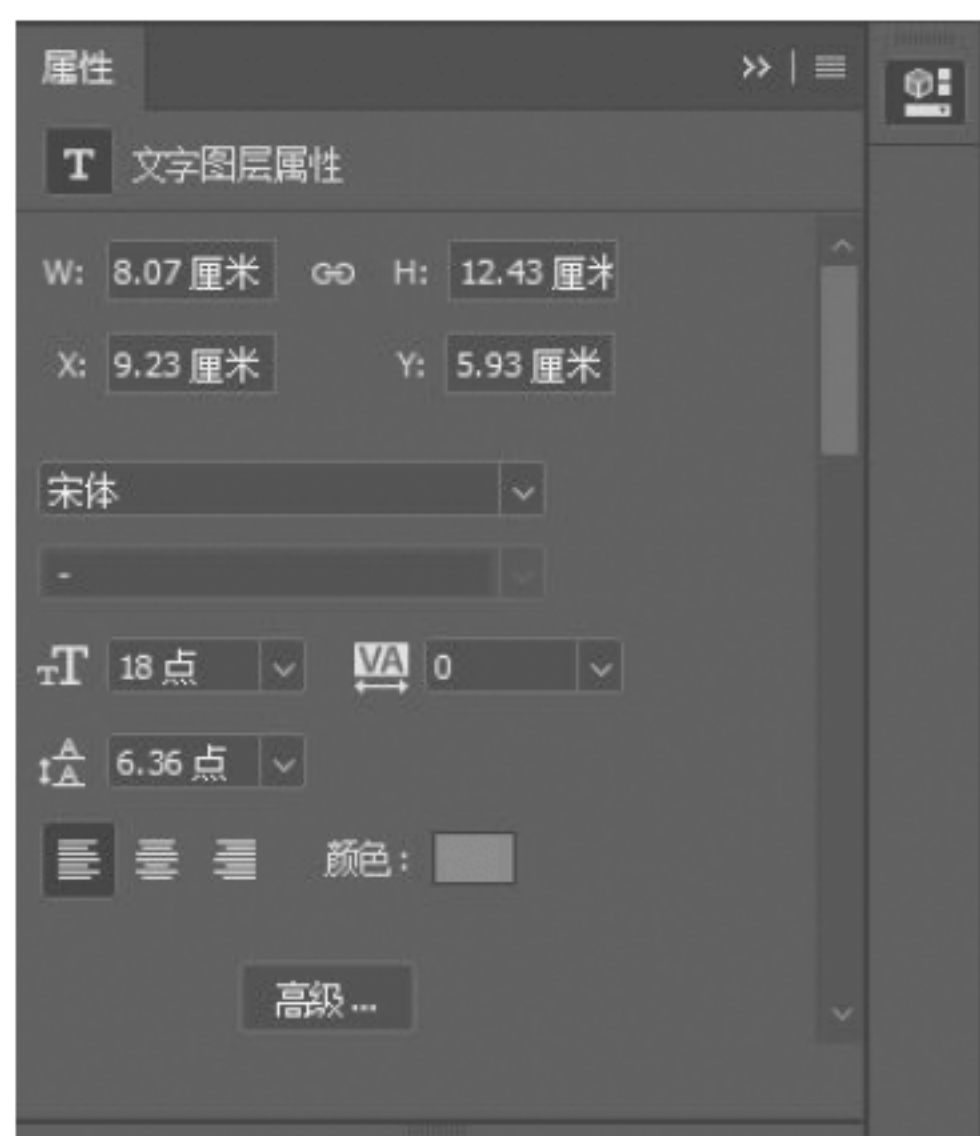 属性
T 文字图层属性
W: 8.07 厘米 H: 12.43 厘米
X: 9.23 厘米 Y: 5.93 厘米
宋体
-
18 点 VA 0
6.36 点
颜色：
高级...